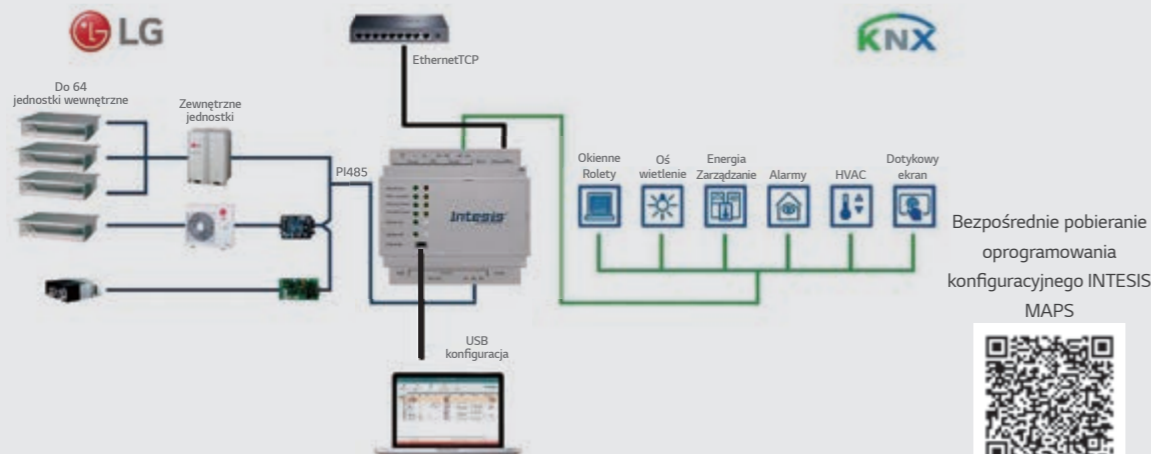 LG
EthernetTCP
KNX
Do 64
jednostki wewnętrzne
Zewnętrzne
jednostki
PI485
Intesis
Okienne
Rolety
Oś
wietlenie
Energia
Zarządzanie
Alarmy
HVAC
Dotykowy
ekran
Bezpośrednie pobieranie
oprogramowania
konfiguracyjnego INTESIS
MAPS
USB
konfiguracja